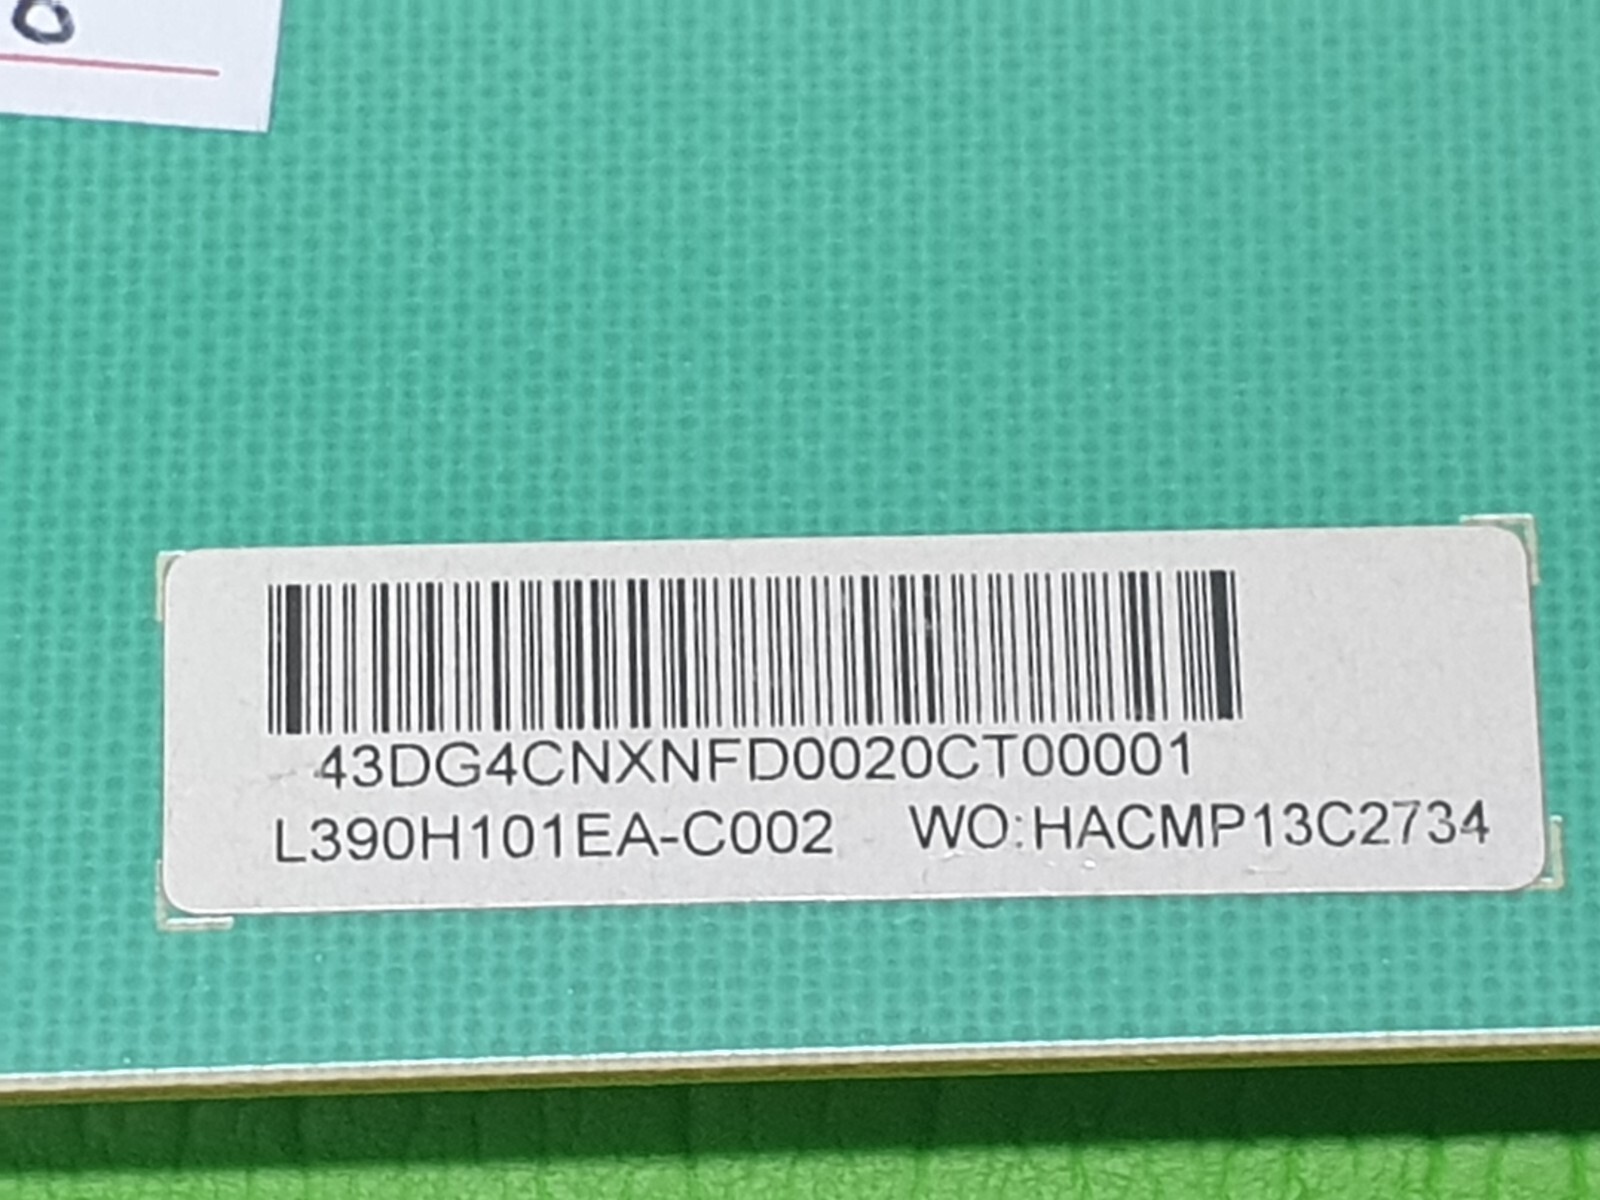 43DG4CNXNFD0020CT00001
L390H101EA-C002 WO:HACMP13C2734